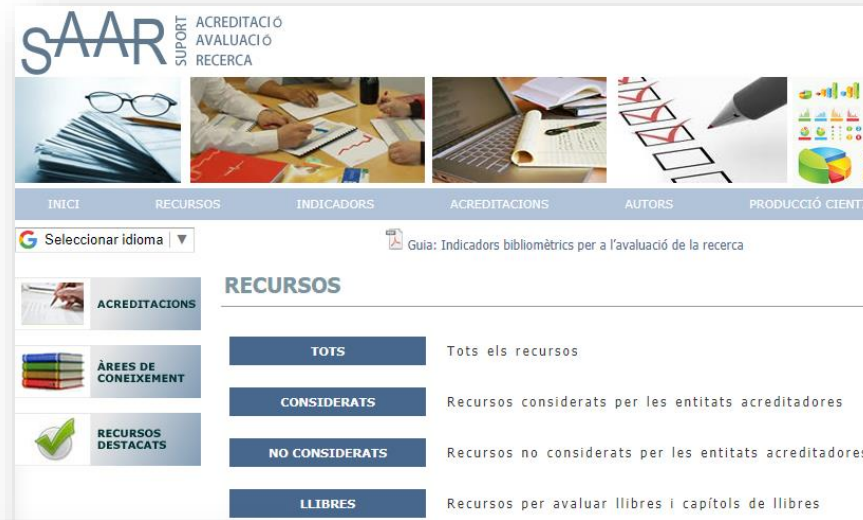 SAAR
SUPORT
ACREDITACIÓ
AVALUACIÓ
RECERCA
INICI RECURSOS INDICADORS ACREDITACIONS AUTORS PRODUCCIÓ CIENT
Seleccionar idioma ▼
Guia: Indicadors bibliomètrics per a l'avaluació de la recerca
RECURSOS
ACREDITACIONS
ÀREES DE
CONEIXEMENT
RECURSOS
DESTACATS
TOTS Tots els recursos
CONSIDERATS Recursos considerats per les entitats acreditadores
NO CONSIDERATS Recursos no considerats per les entitats acreditadores
LLIBRES Recursos per avaluar llibres i capítols de llibres